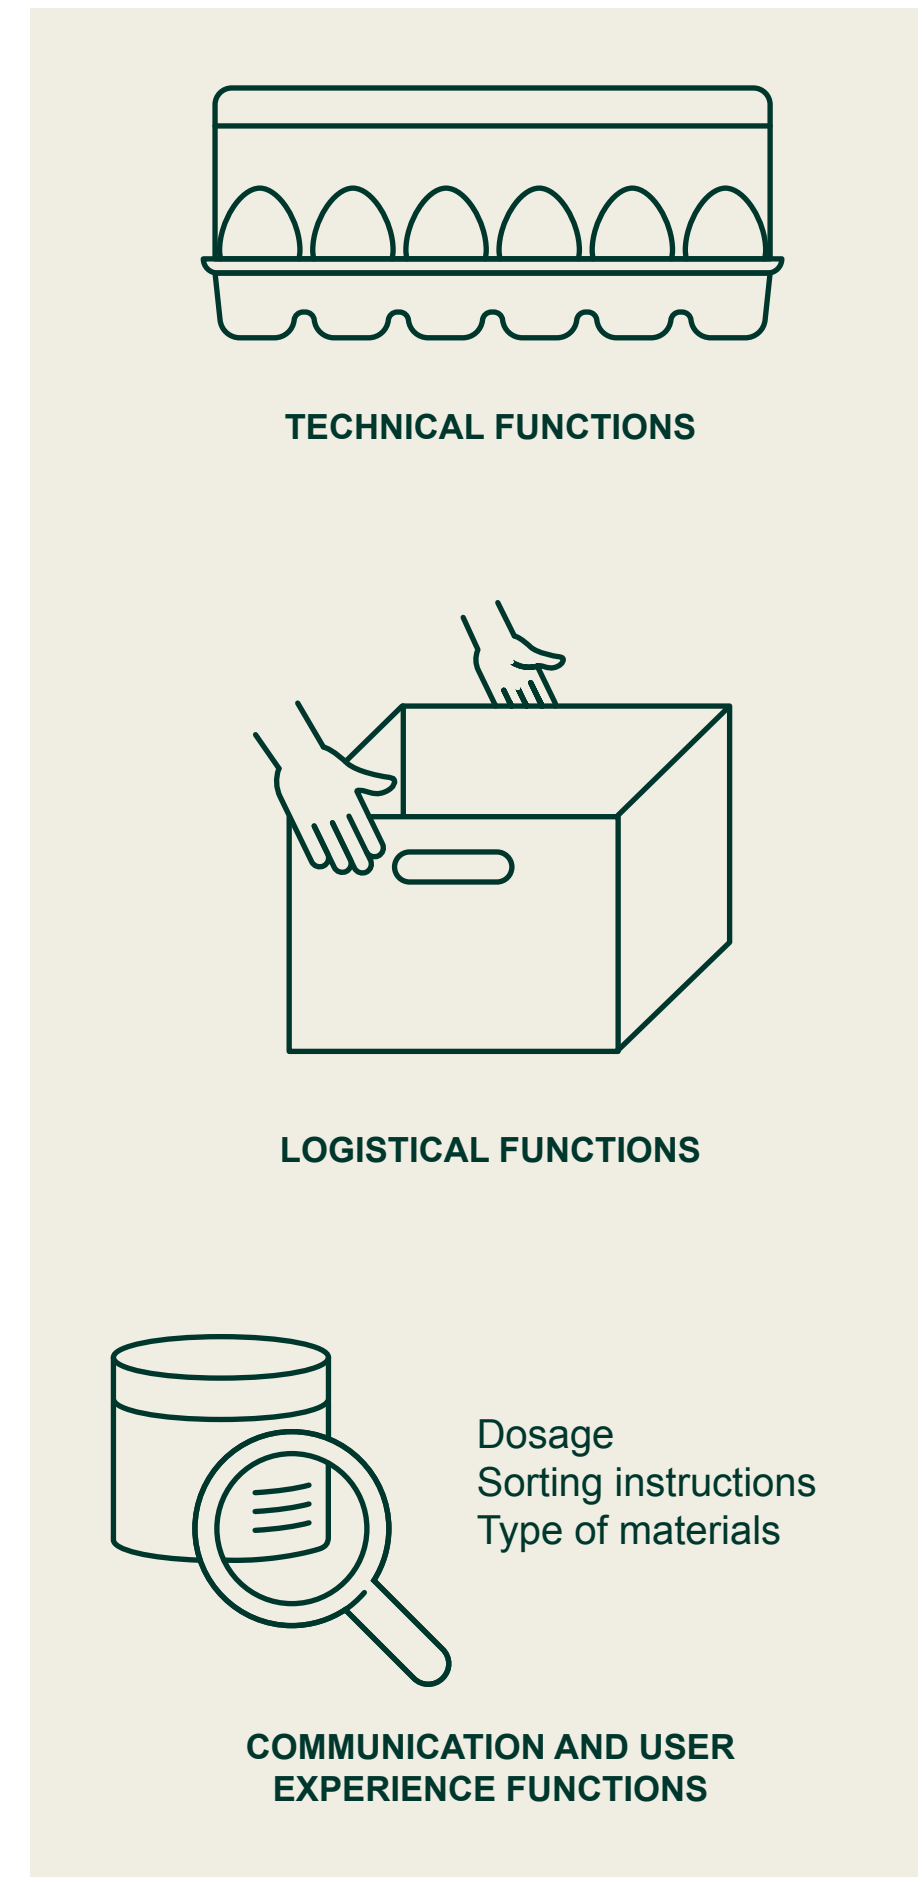 TECHNICAL FUNCTIONS
LOGISTICAL FUNCTIONS
Dosage
Sorting instructions
Type of materials
COMMUNICATION AND USER
EXPERIENCE FUNCTIONS